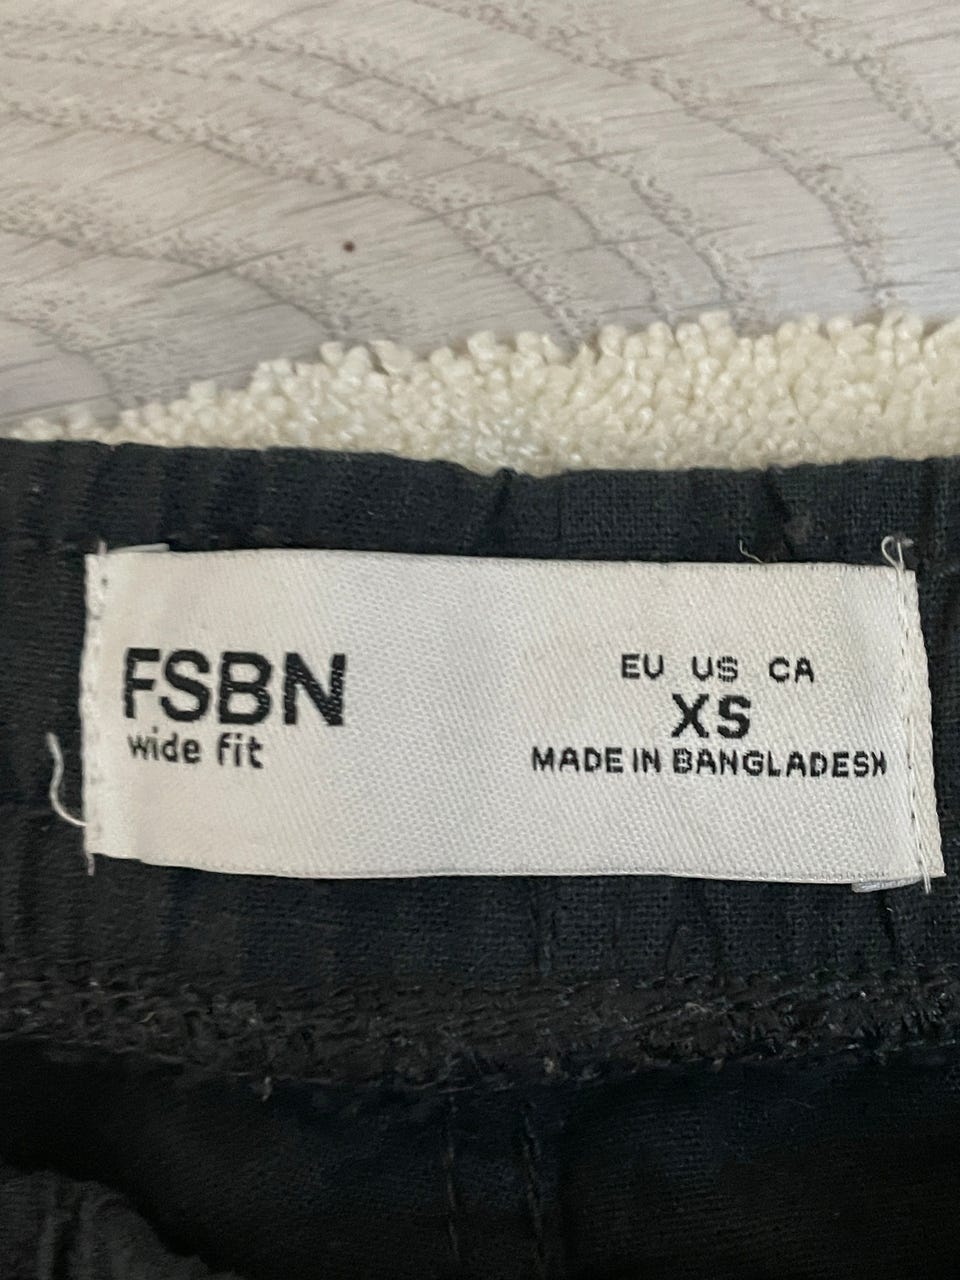 FSBN
wide fit
EU US CA
XS
MADE IN BANGLADESH